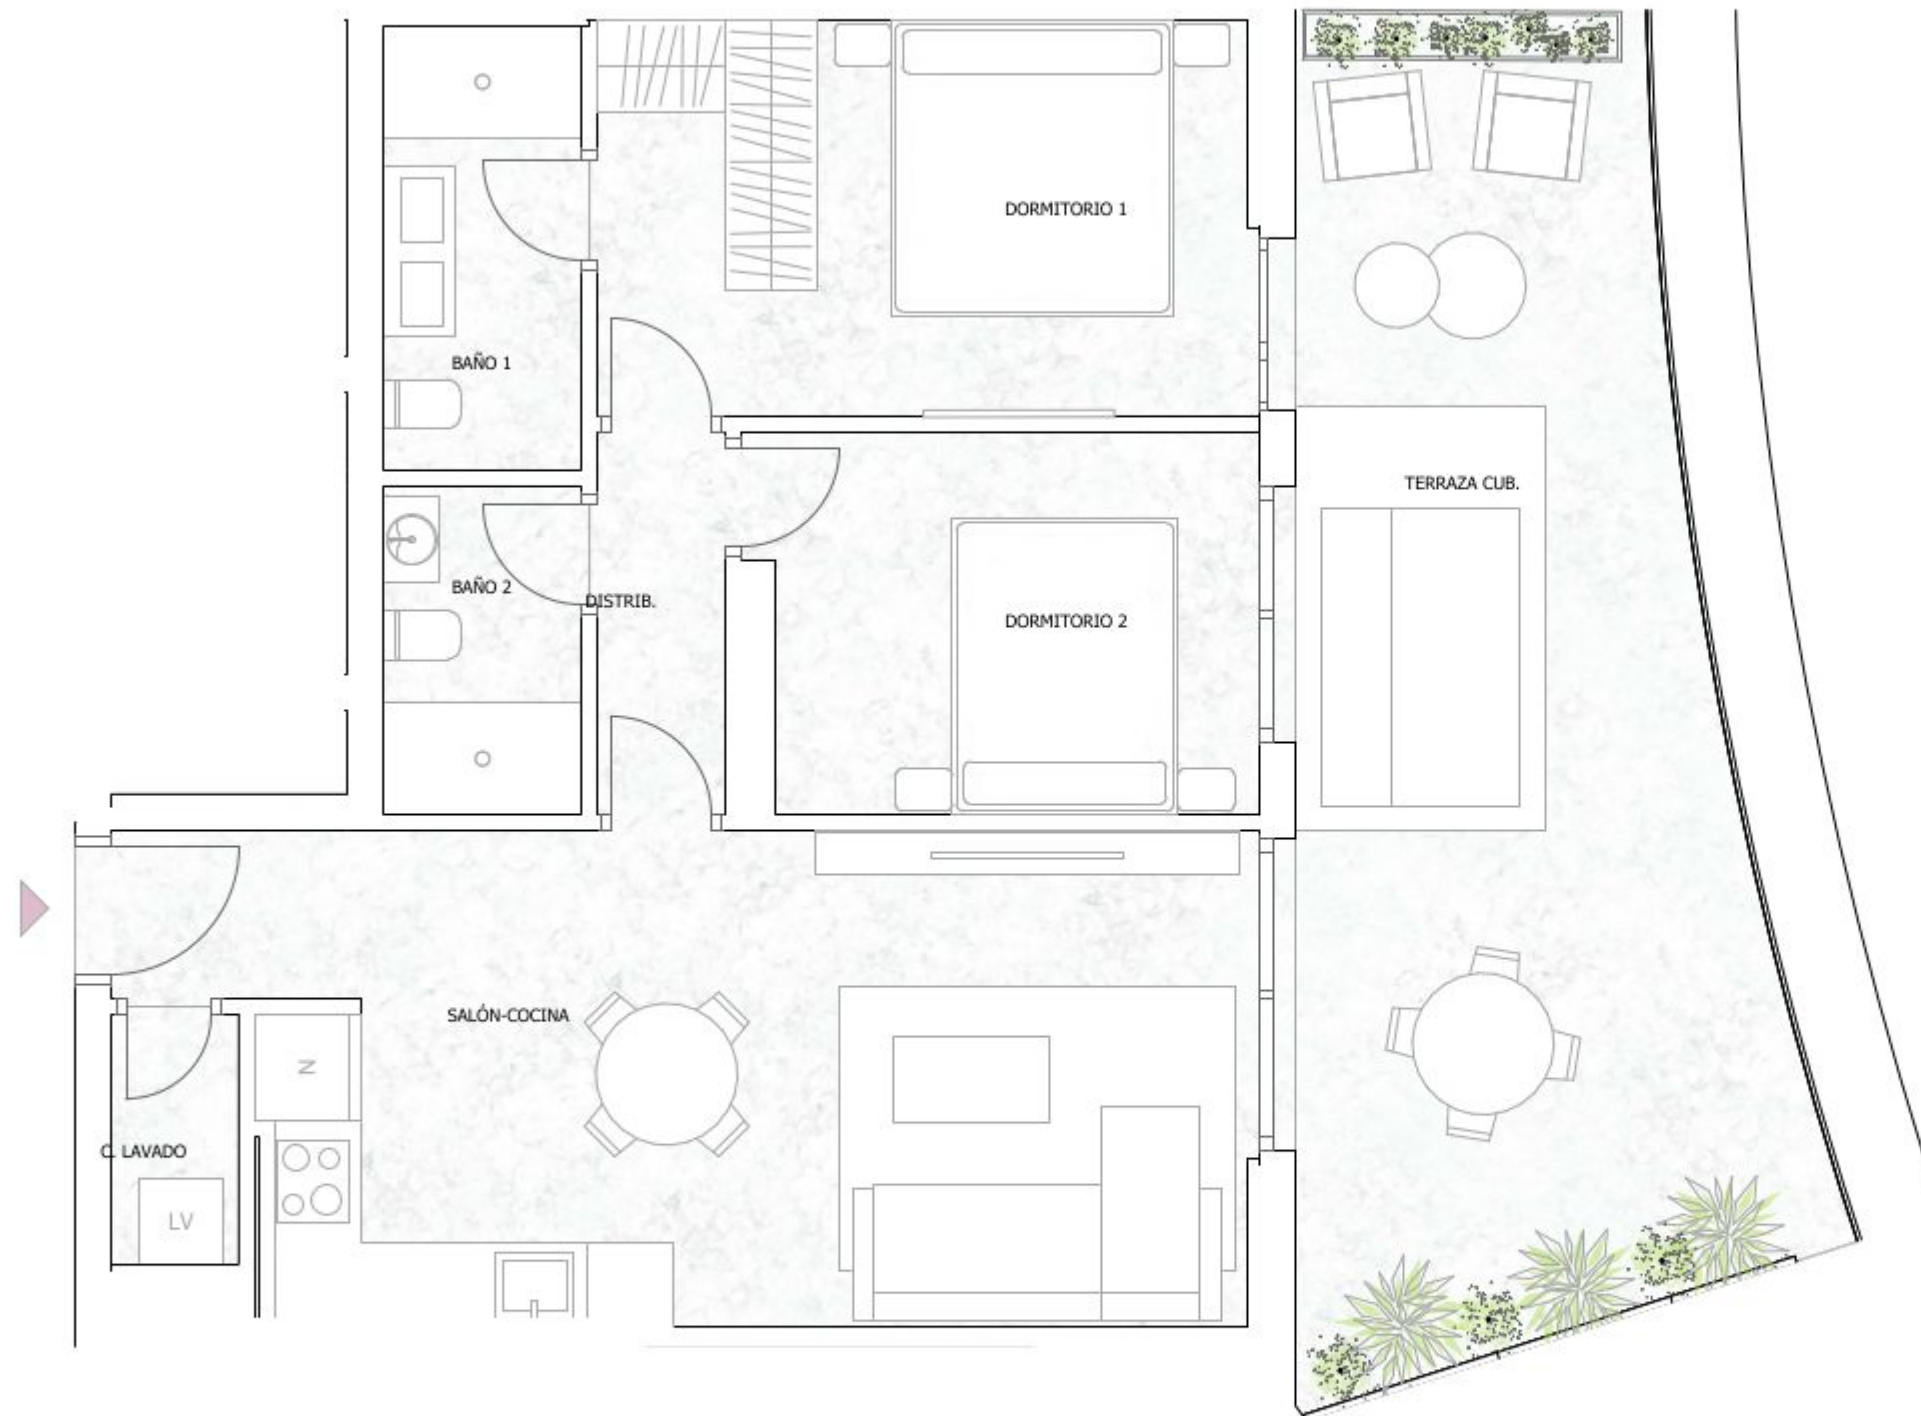 DORMITORIO 1
BAÑO 1
TERRAZA CUB.
BAÑO 2
DISTRIB.
DORMITORIO 2
SALÓN-COCINA
N
C. LAVADO
LV